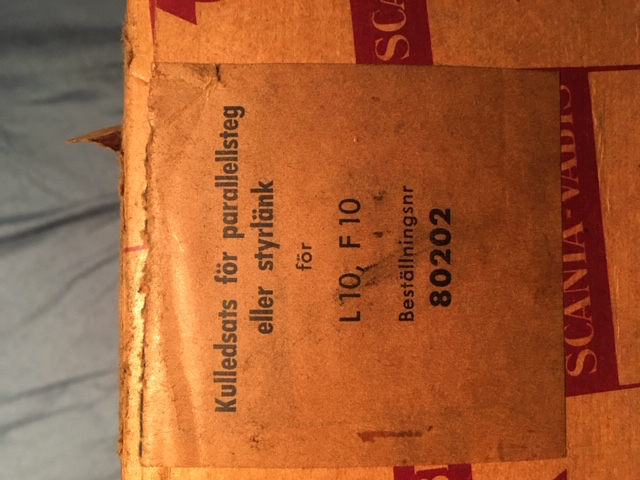 Kulledsats för parallellsteg
eller styrlänk
för
L 10, F 10
Beställningsnr
80202
SCANIA-VABIS
SCA